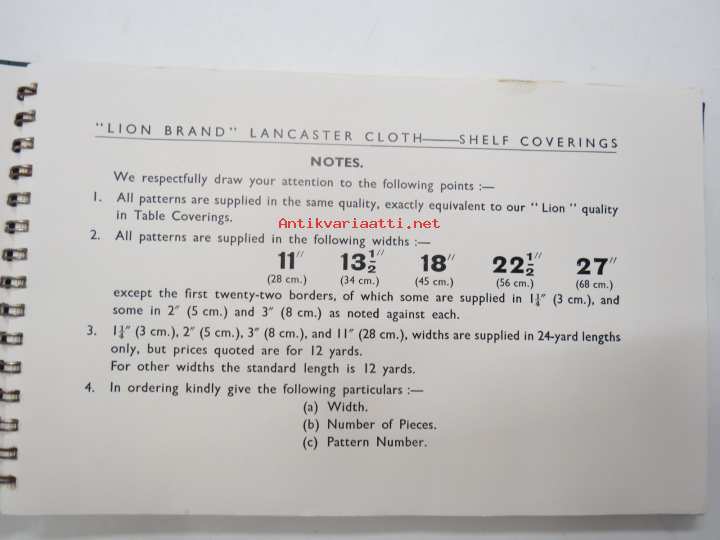 "LION BRAND" LANCASTER CLOTH—SHELF COVERINGS
NOTES.
We respectfully draw your attention to the following points :—
1. All patterns are supplied in the same quality, exactly equivalent to our "Lion" quality
in Table Coverings.
Antikvariaatti.net
2. All patterns are supplied in the following widths :—
11" 13½" 18" 22½" 27"
(28 cm.) (34 cm.) (45 cm.) (56 cm.) (68 cm.)
except the first twenty-two borders, of which some are supplied in 1¼" (3 cm.), and
some in 2" (5 cm.) and 3" (8 cm.) as noted against each.
3. 1¼" (3 cm.), 2" (5 cm.), 3" (8 cm.), and 11" (28 cm.), widths are supplied in 24-yard lengths
only, but prices quoted are for 12 yards.
For other widths the standard length is 12 yards.
4. In ordering kindly give the following particulars :—
(a) Width.
(b) Number of Pieces.
(c) Pattern Number.